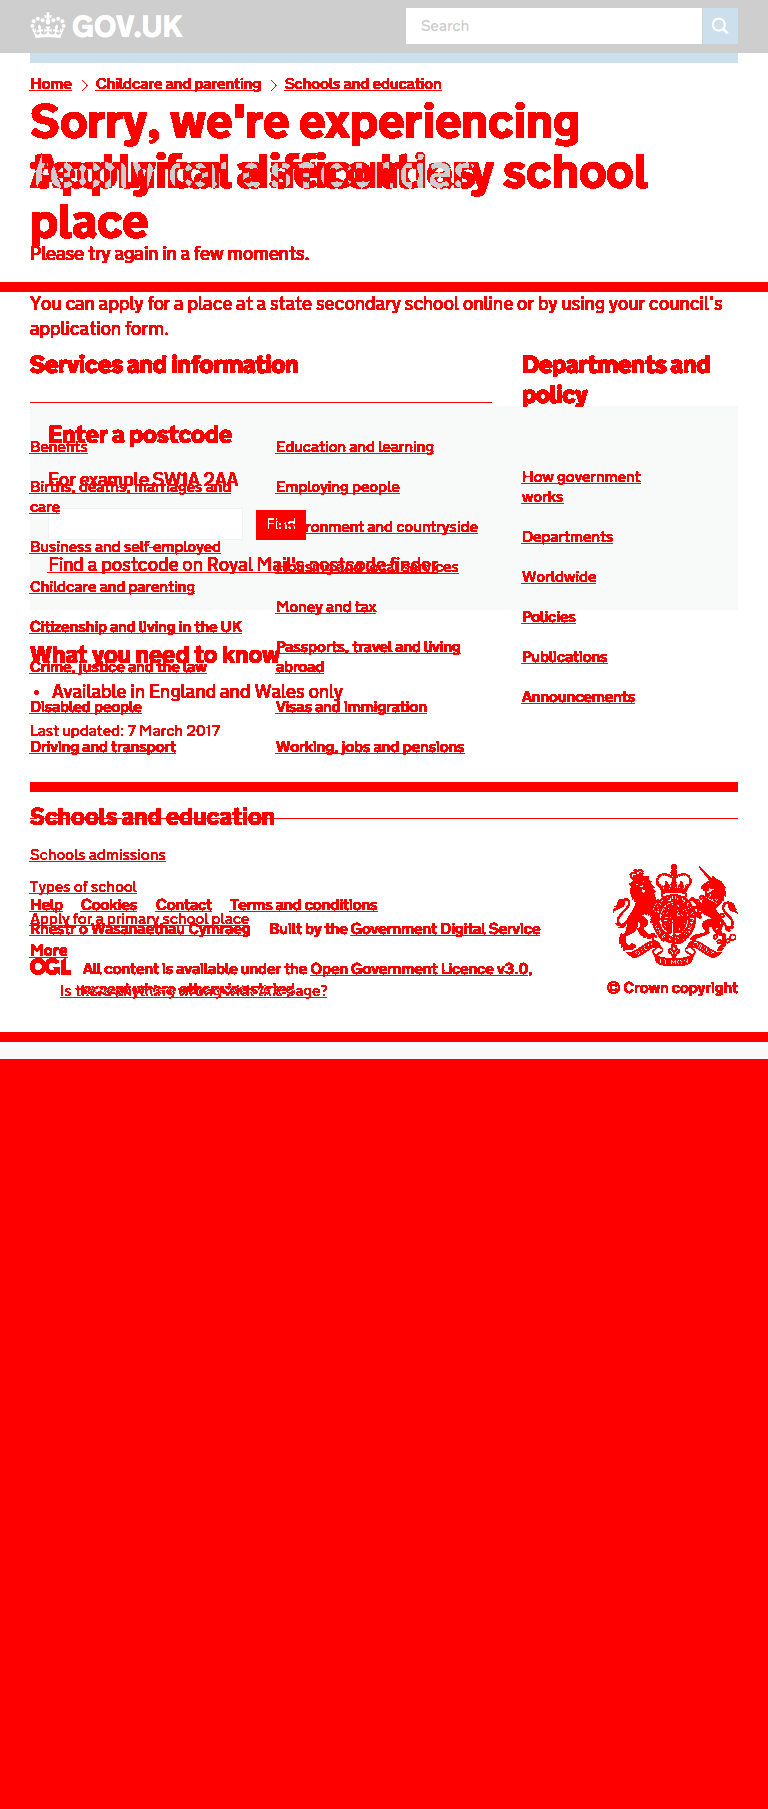 GOV.UK
Search
Home
Childcare and parenting
Schools and education
Sorry, we're experiencing
technical difficulties
Apply for a secondary school
place
Please try again in a few moments.
You can apply for a place at a state secondary school online or by using your council's
application form.
Services and information
Departments and
policy
Enter a postcode
Benefits
Education and learning
For example SW1A 2AA
Births, deaths, marriages and
care
Employing people
How government
works
Find
Environment and countryside
Departments
Business and self-employed
Find a postcode on Royal Mail's postcode finder
Housing and local services
Worldwide
Childcare and parenting
Money and tax
Policies
Citizenship and living in the UK
Passports, travel and living
abroad
What you need to know
Crime, justice and the law
Publications
• Available in England and Wales only
Announcements
Disabled people
Visas and immigration
Last updated: 7 March 2017
Driving and transport
Working, jobs and pensions
Schools and education
Schools admissions
Types of school
Help
Cookies
Contact
Terms and conditions
Apply for a primary school place
Rhestr o Wasanaethau Cymraeg
Built by the Government Digital Service
More
OGL
All content is available under the Open Government Licence v3.0,
except where otherwise stated
Is there anything wrong with this page?
© Crown copyright